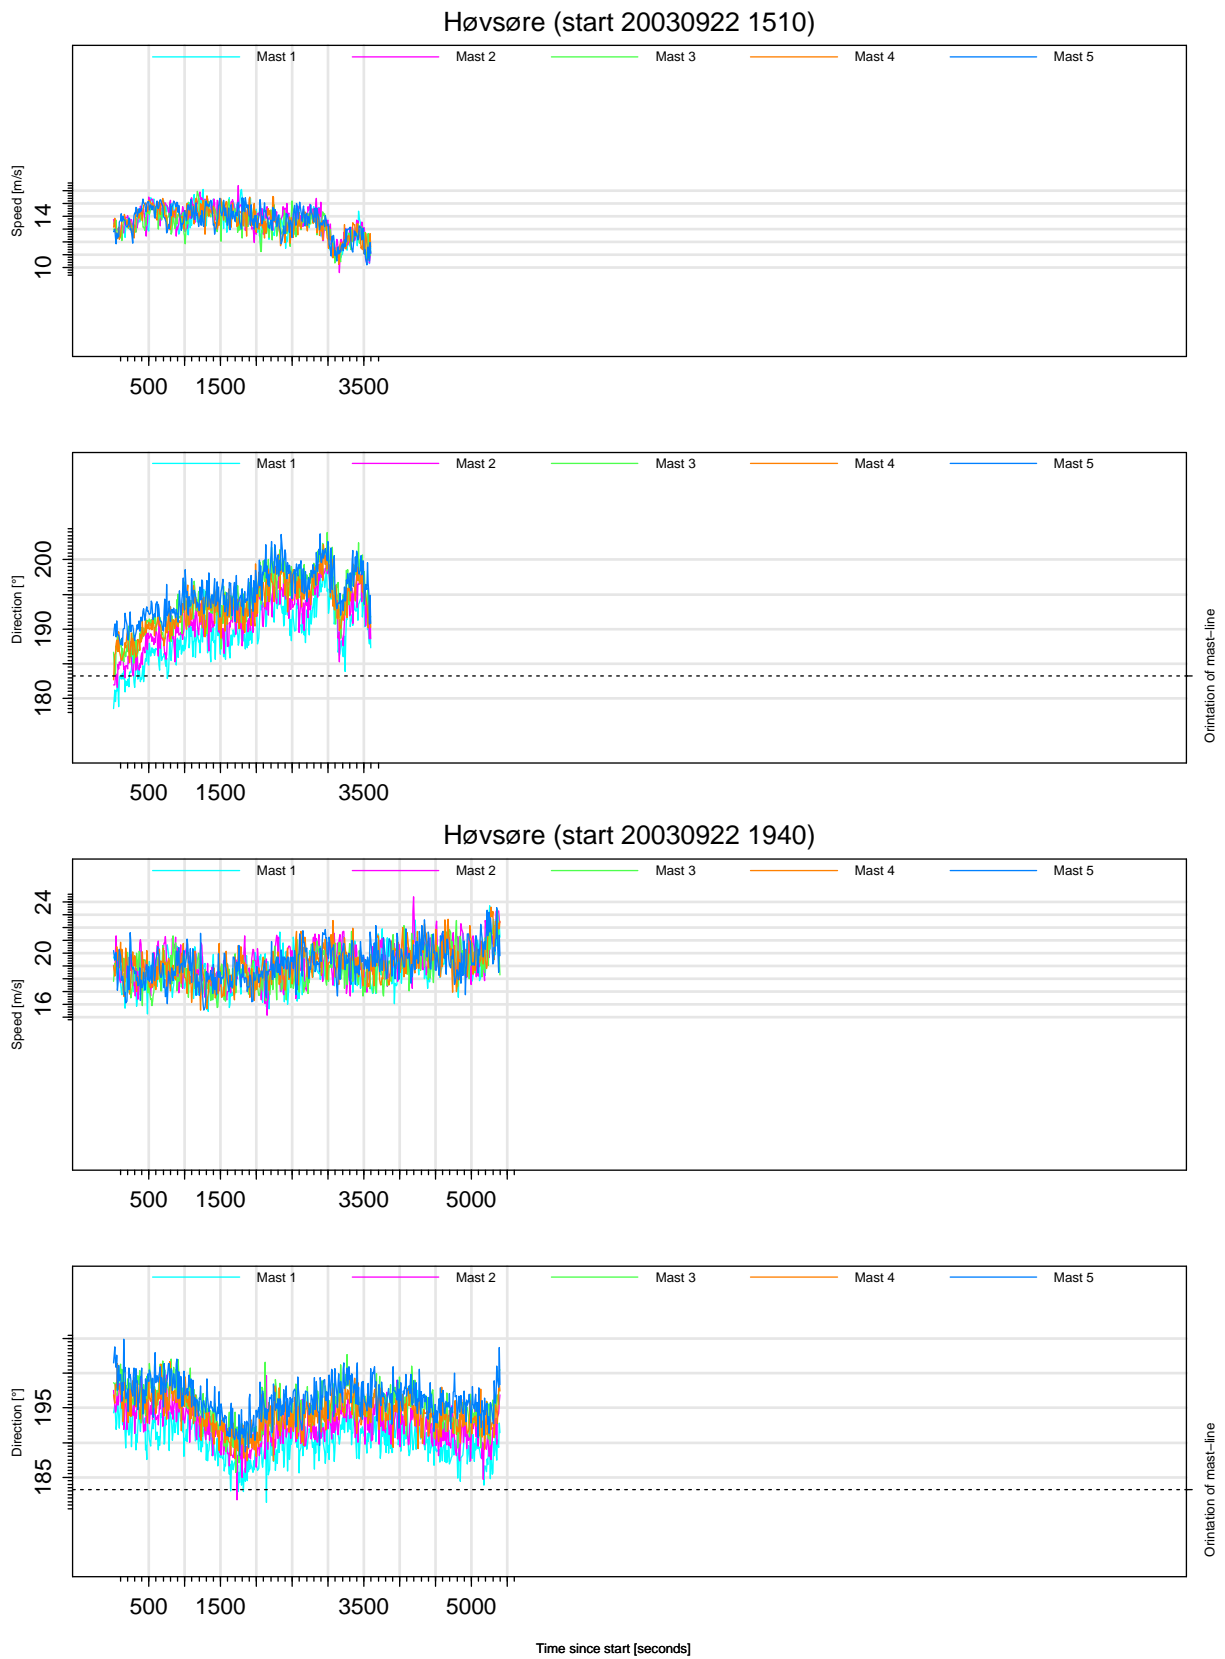 Høvsøre (start 20030922 1510)
Mast 1 Mast 2 Mast 3 Mast 4 Mast 5
Speed [m/s]
14
10
500 1500 3500
Mast 1 Mast 2 Mast 3 Mast 4 Mast 5
Direction [°]
200
190
180
Orintation of mast–line
500 1500 3500
Høvsøre (start 20030922 1940)
Mast 1 Mast 2 Mast 3 Mast 4 Mast 5
Speed [m/s]
24
20
16
500 1500 3500 5000
Mast 1 Mast 2 Mast 3 Mast 4 Mast 5
Direction [°]
195
185
Orintation of mast–line
500 1500 3500 5000
Time since start [seconds]